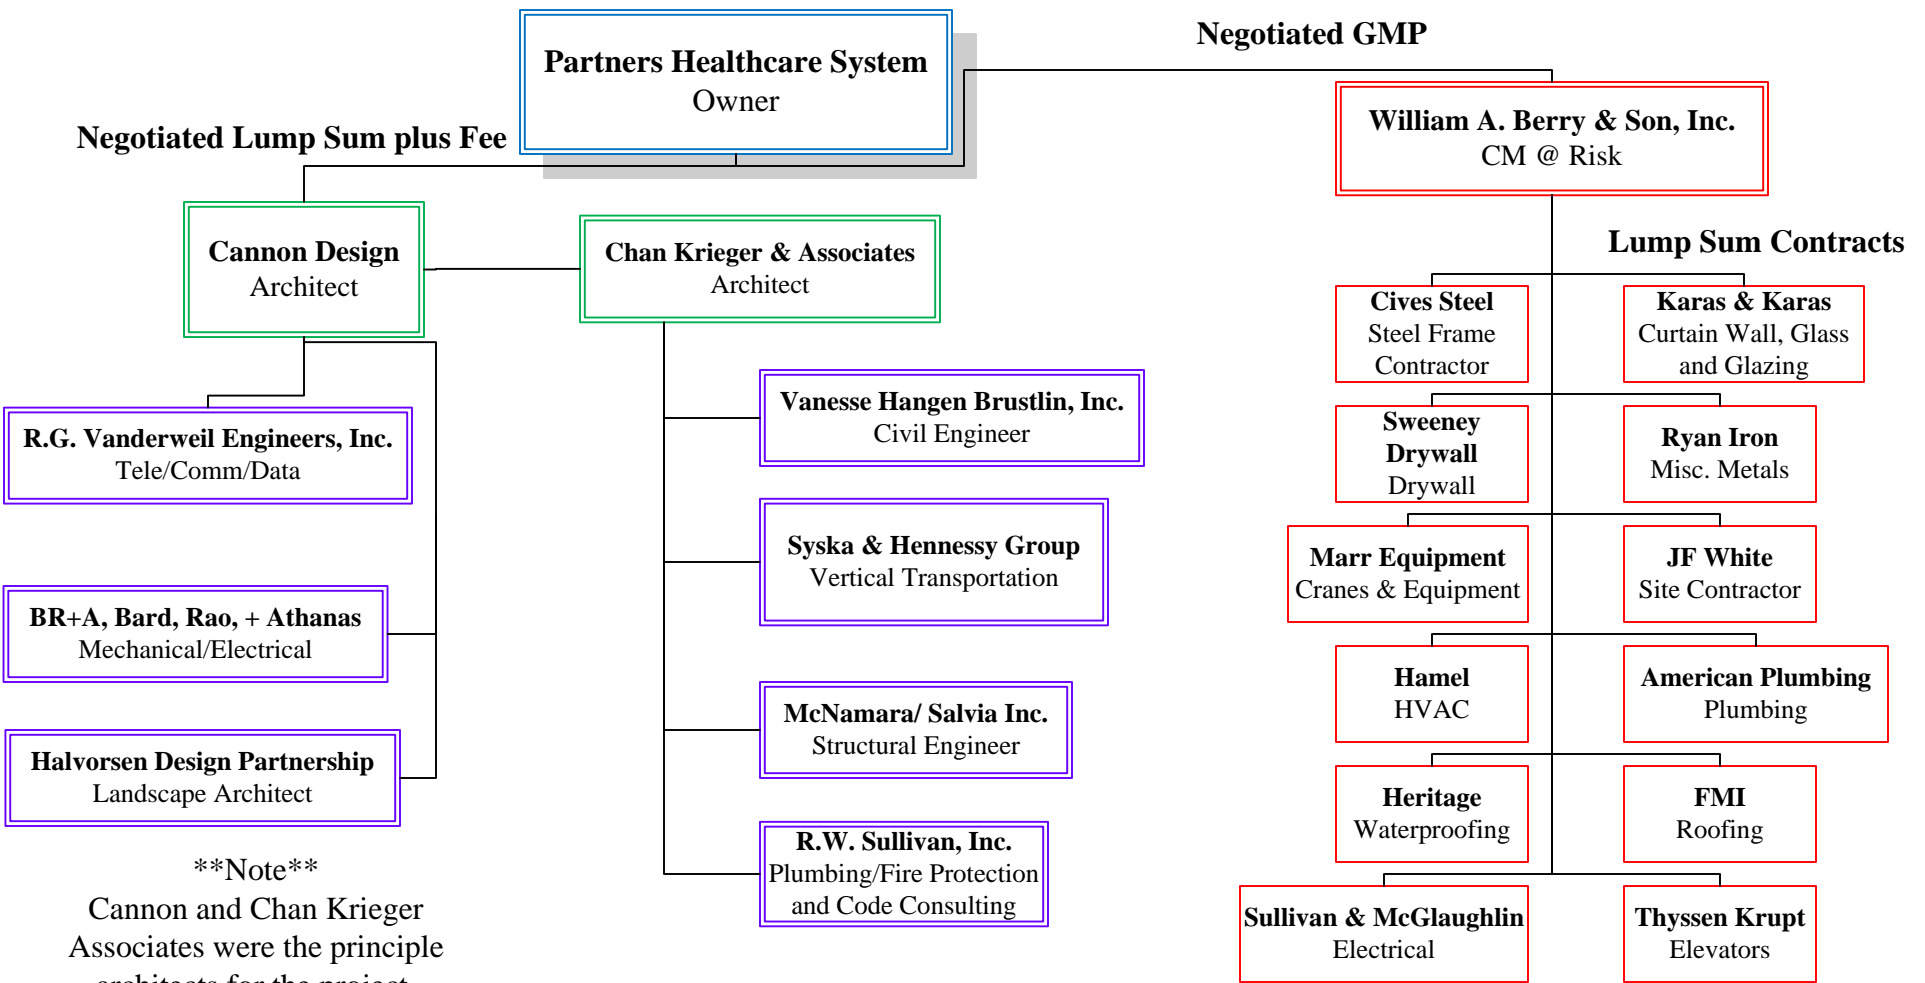 Negotiated GMP
Partners Healthcare System
Owner
Negotiated Lump Sum plus Fee
William A. Berry & Son, Inc.
CM @ Risk
Cannon Design
Architect
Chan Krieger & Associates
Architect
Lump Sum Contracts
R.G. Vanderweil Engineers, Inc.
Tele/Comm/Data
BR+A, Bard, Rao, + Athanas
Mechanical/Electrical
Halvorsen Design Partnership
Landscape Architect
**Note**
Cannon and Chan Krieger
Associates were the principle
architects for the project
Vanesse Hangen Brustlin, Inc.
Civil Engineer
Syska & Hennessy Group
Vertical Transportation
McNamara/ Salvia Inc.
Structural Engineer
R.W. Sullivan, Inc.
Plumbing/Fire Protection
and Code Consulting
Cives Steel
Steel Frame
Contractor
Karas & Karas
Curtain Wall, Glass
and Glazing
Sweeney
Drywall
Drywall
Ryan Iron
Misc. Metals
Marr Equipment
Cranes & Equipment
JF White
Site Contractor
Hamel
HVAC
American Plumbing
Plumbing
Heritage
Waterproofing
FMI
Roofing
Sullivan & McGlaughlin
Electrical
Thyssen Krupt
Elevators